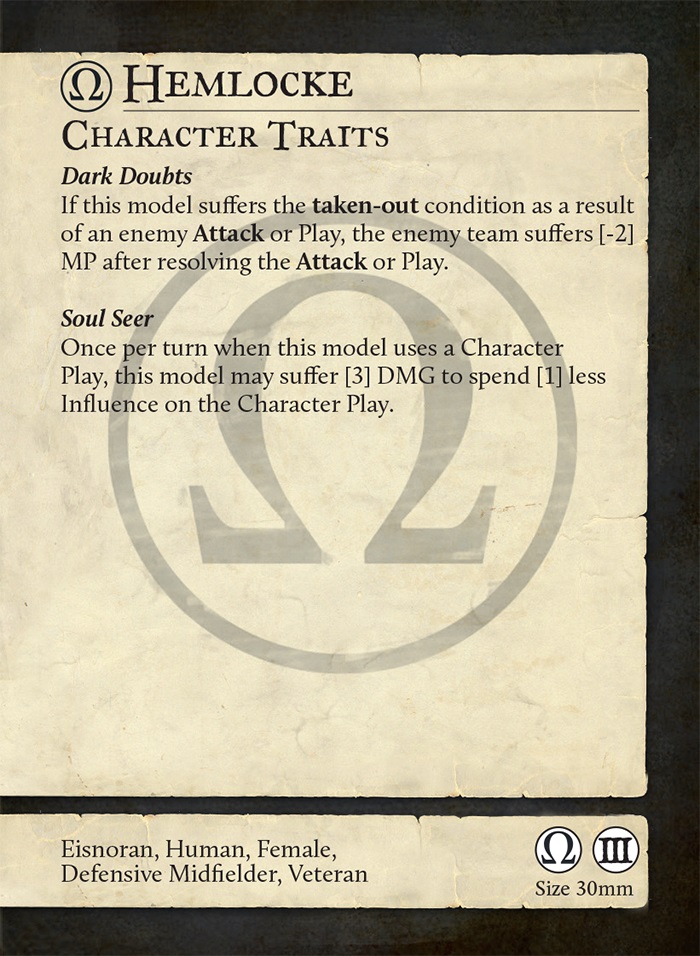 Ω HEMLOCKE
CHARACTER TRAITS
Dark Doubts
If this model suffers the taken-out condition as a result
of an enemy Attack or Play, the enemy team suffers [-2]
MP after resolving the Attack or Play.
Soul Seer
Once per turn when this model uses a Character
Play, this model may suffer [3] DMG to spend [1] less
Influence on the Character Play.
Ω
Eisnoran, Human, Female,
Defensive Midfielder, Veteran
Ω III
Size 30mm